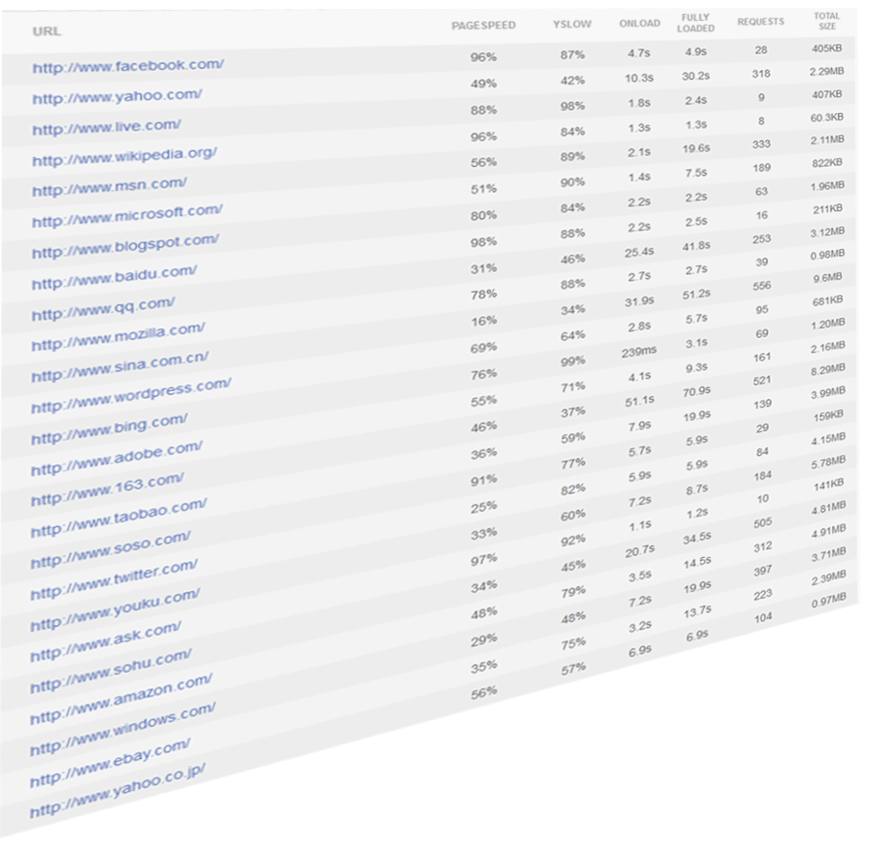 URL PAGESPEED YSLOW ONLOAD FULLY LOADED REQUESTS TOTAL SIZE
http://www.facebook.com/ 96% 87% 4.7s 4.9s 28 405KB
http://www.yahoo.com/ 49% 42% 10.3s 30.2s 318 2.29MB
http://www.live.com/ 88% 98% 1.8s 2.4s 9 407KB
http://www.wikipedia.org/ 96% 84% 1.3s 1.3s 8 60.3KB
http://www.msn.com/ 56% 89% 2.1s 19.6s 333 2.11MB
http://www.microsoft.com/ 51% 90% 1.4s 7.5s 189 822KB
http://www.blogspot.com/ 80% 84% 2.2s 2.2s 63 1.96MB
http://www.baidu.com/ 98% 88% 2.2s 2.5s 16 211KB
http://www.qq.com/ 31% 46% 25.4s 41.8s 253 3.12MB
http://www.mozilla.com/ 78% 88% 2.7s 2.7s 39 0.98MB
http://www.sina.com.cn/ 16% 34% 31.9s 51.2s 556 9.6MB
http://www.wordpress.com/ 69% 64% 2.8s 5.7s 95 681KB
http://www.bing.com/ 76% 99% 239ms 3.1s 69 1.20MB
http://www.adobe.com/ 55% 71% 4.1s 9.3s 161 2.16MB
http://www.163.com/ 46% 37% 51.1s 70.9s 521 8.29MB
http://www.taobao.com/ 36% 59% 7.9s 19.9s 139 3.99MB
http://www.soso.com/ 91% 77% 5.7s 5.9s 29 159KB
http://www.twitter.com/ 25% 82% 5.9s 5.9s 84 4.15MB
http://www.youku.com/ 33% 60% 7.2s 8.7s 184 5.78MB
http://www.ask.com/ 97% 92% 1.1s 1.2s 10 141KB
http://www.sohu.com/ 34% 45% 20.7s 34.5s 505 4.81MB
http://www.amazon.com/ 48% 79% 3.5s 14.5s 312 4.91MB
http://www.windows.com/ 29% 48% 7.2s 19.9s 397 3.71MB
http://www.ebay.com/ 35% 75% 3.2s 13.7s 223 2.39MB
http://www.yahoo.co.jp/ 56% 57% 6.9s 6.9s 104 0.97MB